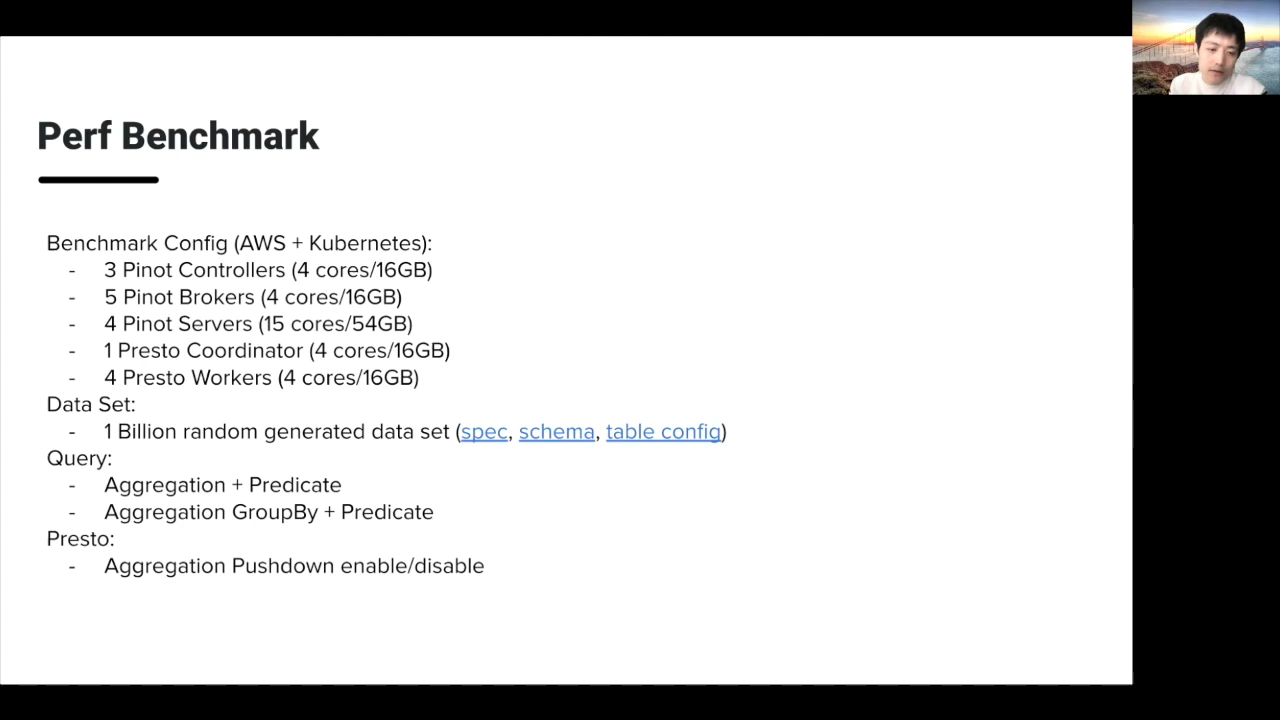 Perf Benchmark
Benchmark Config (AWS + Kubernetes):
- 3 Pinot Controllers (4 cores/16GB)
- 5 Pinot Brokers (4 cores/16GB)
- 4 Pinot Servers (15 cores/54GB)
- 1 Presto Coordinator (4 cores/16GB)
- 4 Presto Workers (4 cores/16GB)
Data Set:
- 1 Billion random generated data set (spec, schema, table config)
Query:
- Aggregation + Predicate
- Aggregation GroupBy + Predicate
Presto:
- Aggregation Pushdown enable/disable